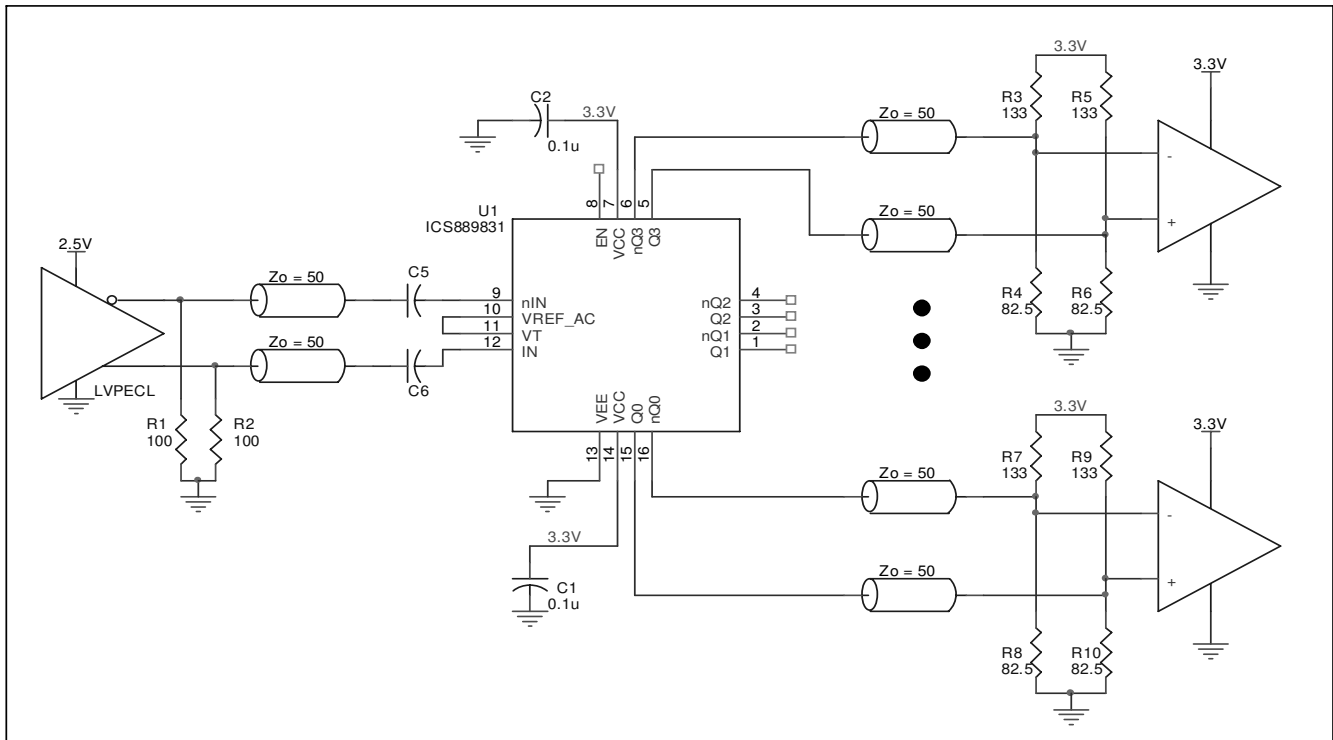 3.3V
3.3V
C2
3.3V
0.1u
Zo = 50
R3
133
R5
133
-
+
U1
ICS889831
8
7
6
5
EN
VCC
nQ3
Q3
Zo = 50
2.5V
Zo = 50
C5
9
10
11
12
nIN
VREF_AC
VT
IN
nQ2
Q2
nQ1
Q1
4
3
2
1
R4
82.5
R6
82.5
Zo = 50
C6
LVPECL
R1
100
R2
100
VEE
VCC
Q0
nQ0
13
14
15
16
3.3V
3.3V
Zo = 50
R7
133
R9
133
-
+
3.3V
C1
0.1u
Zo = 50
R8
82.5
R10
82.5